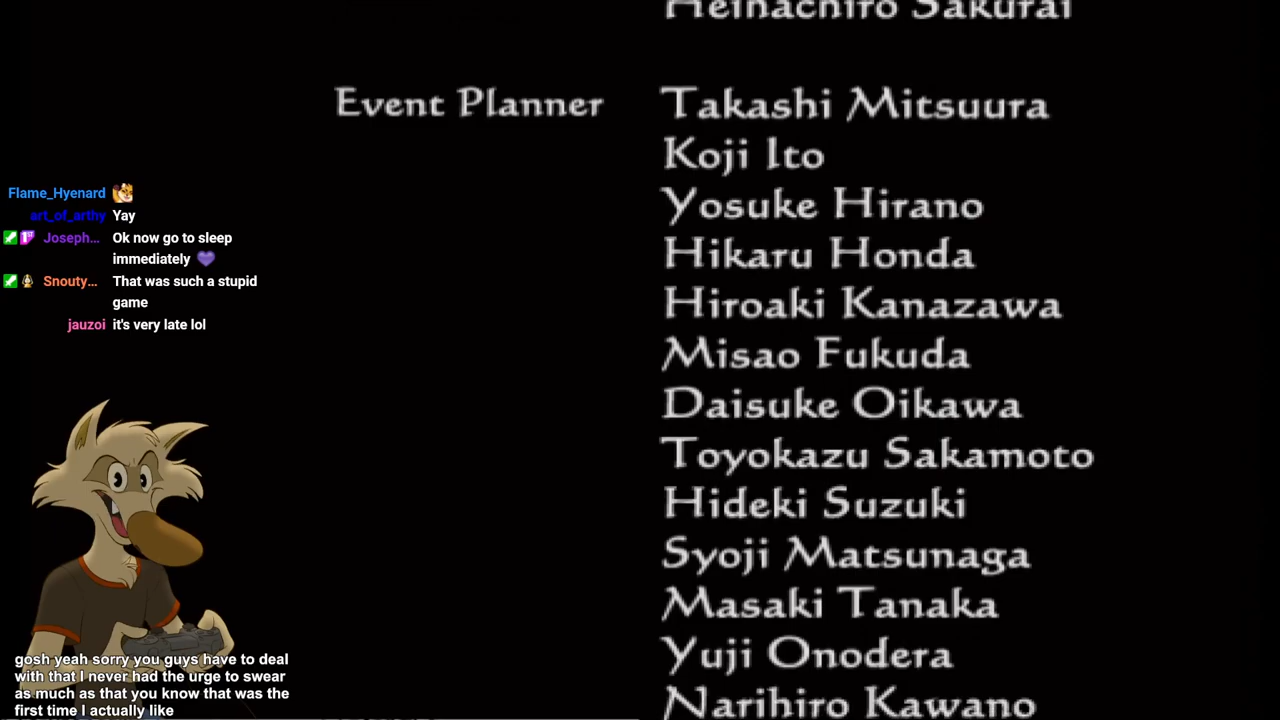 Heihachiro Sakurai
Event Planner
Takashi Mitsuura
Koji Ito
Yosuke Hirano
Hikaru Honda
Hiroaki Kanazawa
Misao Fukuda
Daisuke Oikawa
Toyokazu Sakamoto
Hideki Suzuki
Syoji Matsunaga
Masaki Tanaka
Yuji Onodera
Narihiro Kawano
Flame_Hyenard
art_of_arthy Yay
Joseph... Ok now go to sleep
immediately
Snouty... That was such a stupid
game
jauzoi it's very late lol
gosh yeah sorry you guys have to deal
with that I never had the urge to swear
as much as that you know that was the
first time I actually like